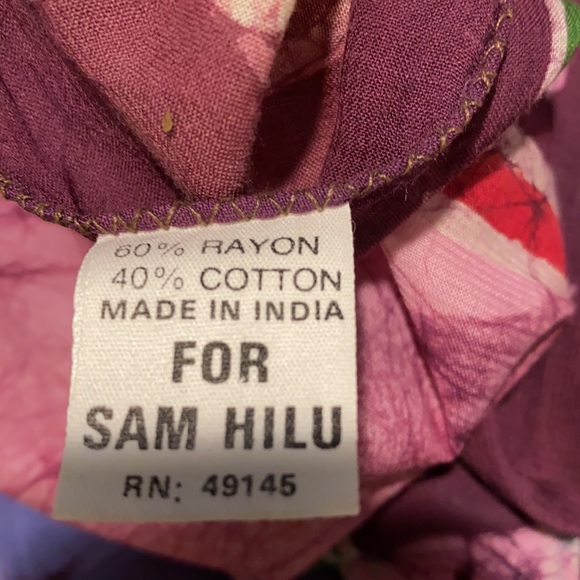 60% RAYON
40% COTTON
MADE IN INDIA
FOR
SAM HILU
RN: 49145